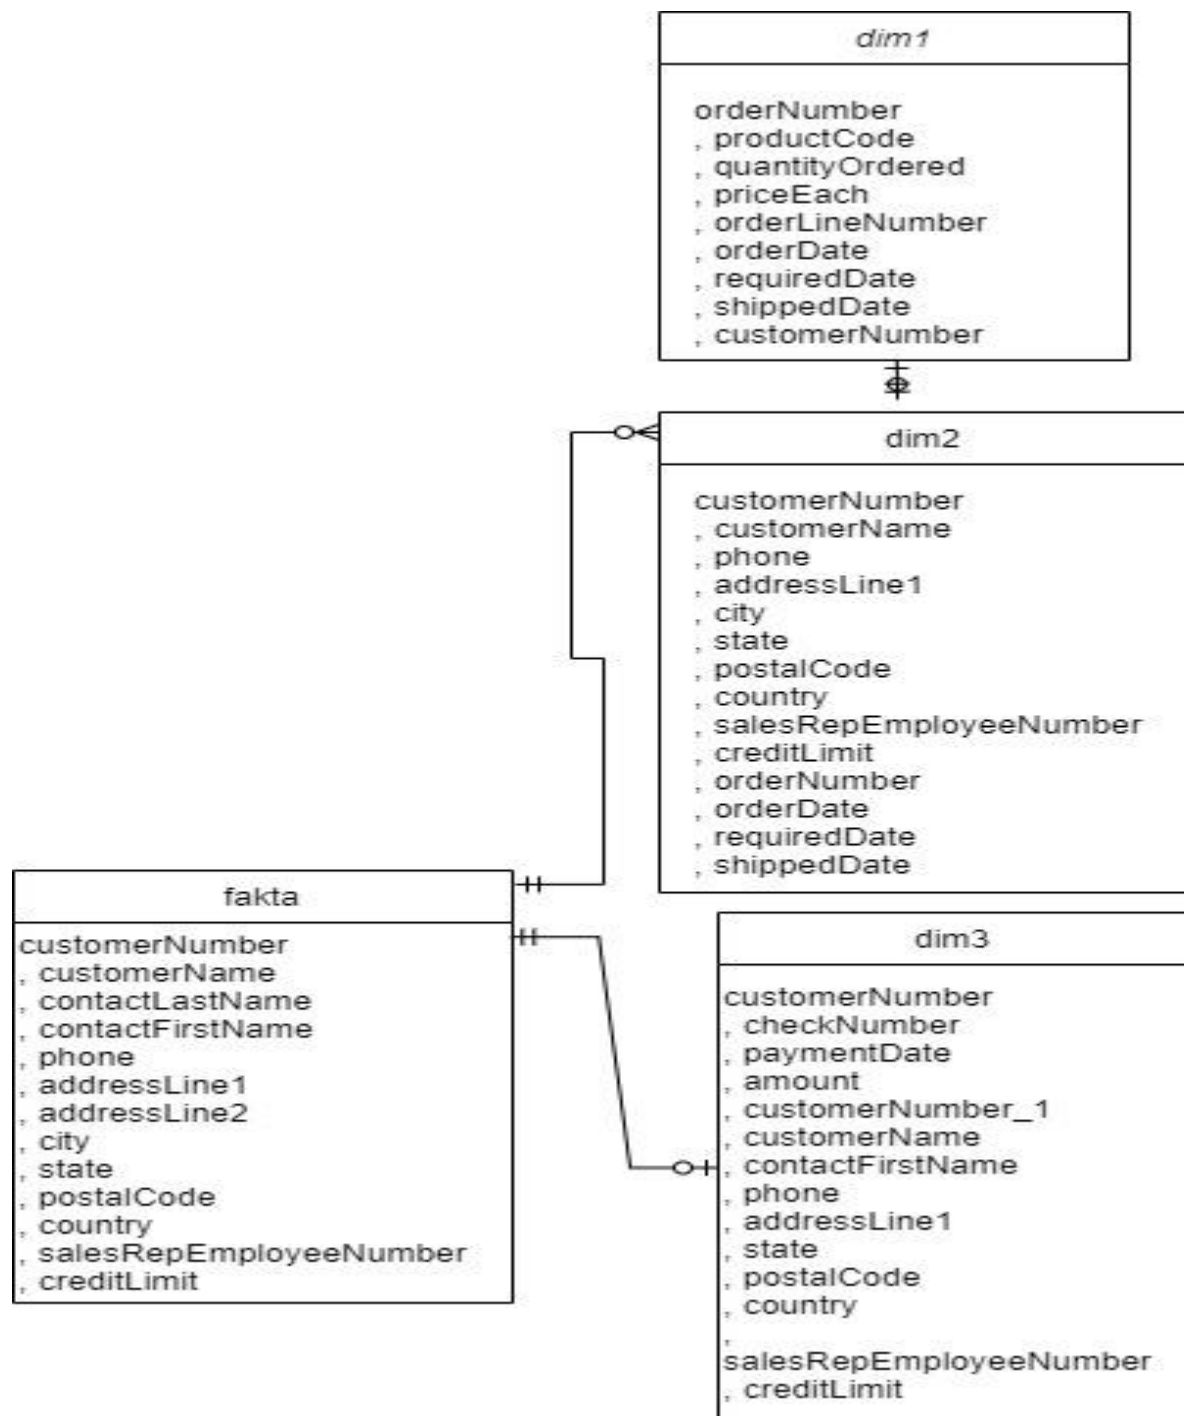 dim1
orderNumber
, productCode
, quantityOrdered
, priceEach
, orderLineNumber
, orderDate
, requiredDate
, shippedDate
, customerNumber
dim2
customerNumber
, customerName
, phone
, addressLine1
, city
, state
, postalCode
, country
, salesRepEmployeeNumber
, creditLimit
, orderNumber
, orderDate
, requiredDate
, shippedDate
fakta
customerNumber
, customerName
, contactLastName
, contactFirstName
, phone
, addressLine1
, addressLine2
, city
, state
, postalCode
, country
, salesRepEmployeeNumber
, creditLimit
dim3
customerNumber
, checkNumber
, paymentDate
, amount
, customerNumber_1
, customerName
, contactFirstName
, phone
, addressLine1
, state
, postalCode
, country
,
salesRepEmployeeNumber
, creditLimit